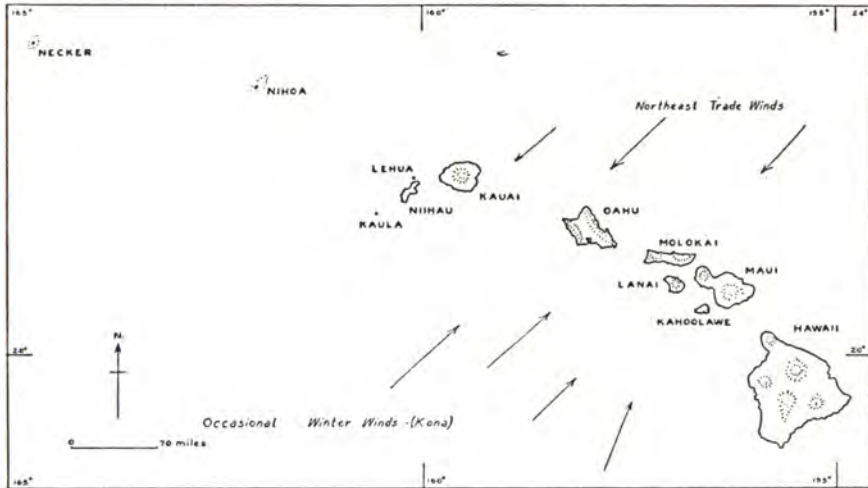 165° 160° 155° 24°
NECKER
NIHOA
Northeast Trade Winds
LEHUA
KAUAI
NIIHAU
KAULA
OAHU
MOLOKAI
MAUI
LANAI
KAHOOLAWE
HAWAII
N.
20° 20°
Occasional Winter Winds -(Kona)
0 70 miles.
165° 160° 155°